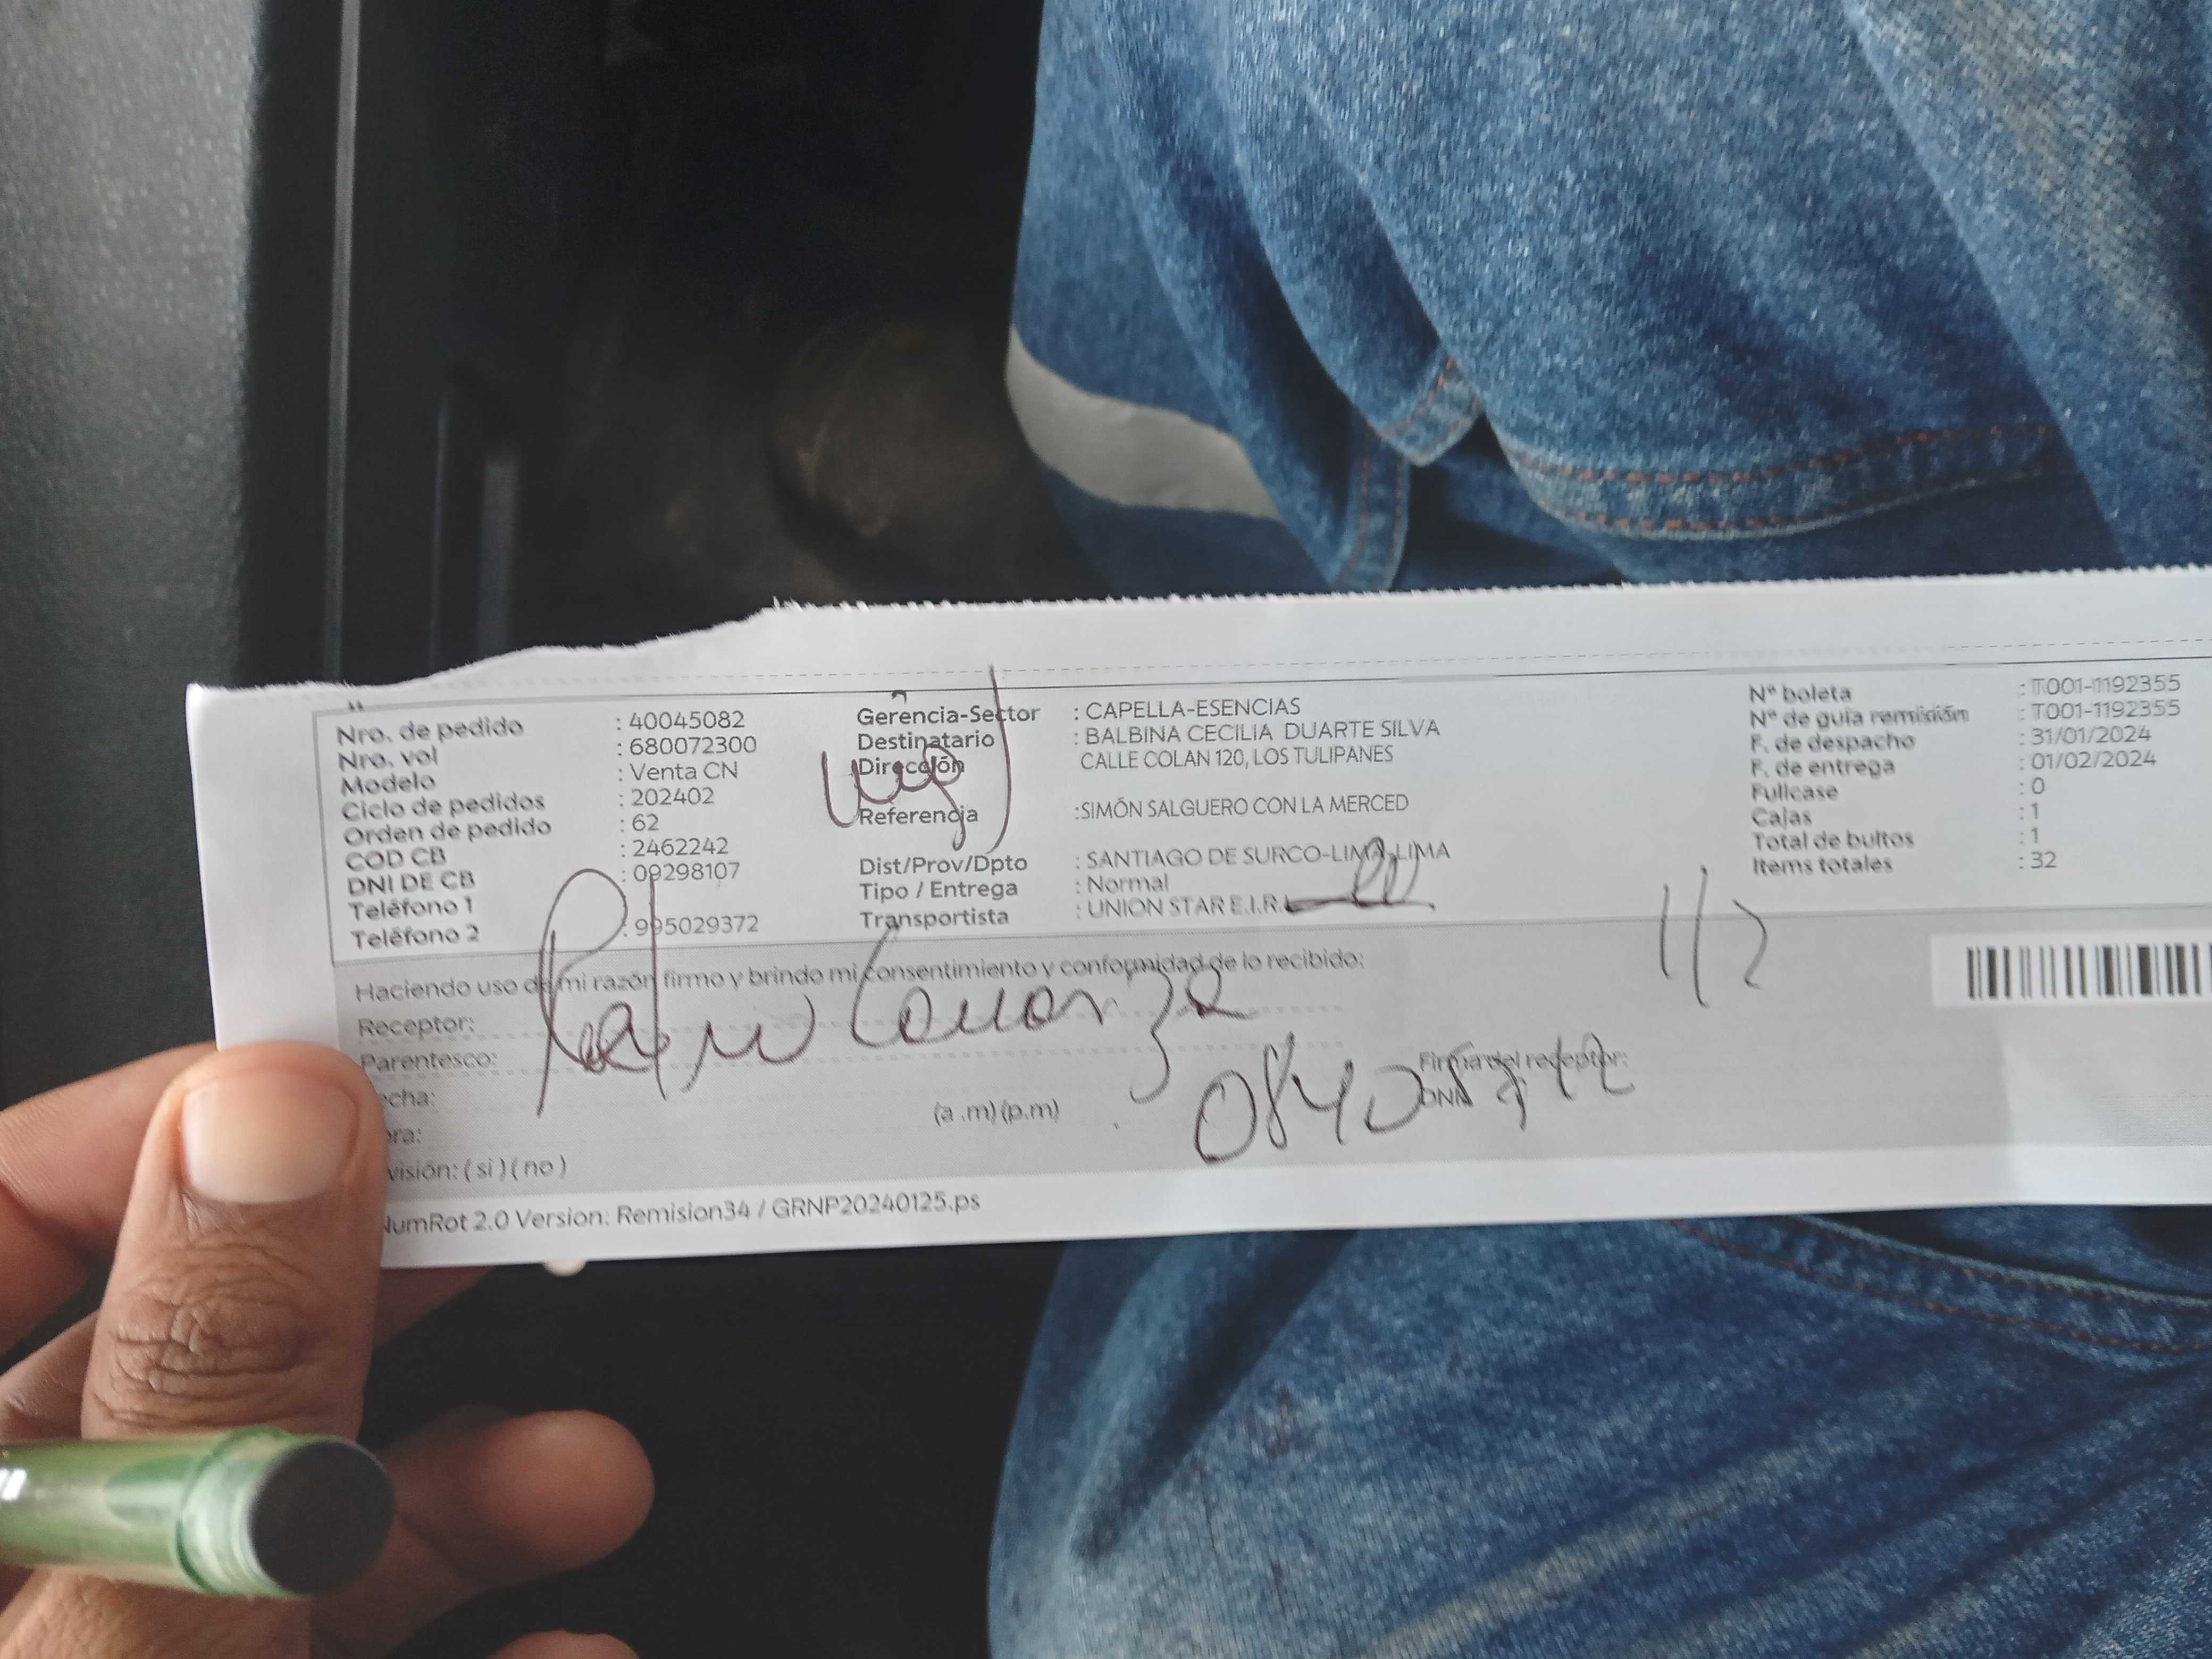 Nro. de pedido : 40045082
Nro. vol : 680072300
Modelo : Venta CN
Ciclo de pedidos : 202402
Orden de pedido : 62
COD CB : 2462242
DNI DE CB : 09298107
Teléfono 1
Teléfono 2 : 995029372
Gerencia-Sector : CAPELLA-ESENCIAS
Destinatario : BALBINA CECILIA DUARTE SILVA
Dirección CALLE COLAN 120, LOS TULIPANES
Referencia :SIMÓN SALGUERO CON LA MERCED
Dist/Prov/Dpto : SANTIAGO DE SURCO-LIMA-LIMA
Tipo / Entrega : Normal
Transportista : UNION STAR E.I.R.
N° boleta : T001-1192355
N° de guía remisión : T001-1192355
F. de despacho : 31/01/2024
F. de entrega : 01/02/2024
Fullcase : 0
Cajas : 1
Total de bultos : 1
Items totales : 32
Haciendo uso de mi razón firmo y brindo mi consentimiento y conformidad de lo recibido:
Receptor:
Parentesco:
echa:
ora: (a .m) (p.m)
visión: ( si ) ( no )
1/2
Firma del receptor:
DNI
NumRot 2.0 Version: Remision34 / GRNP20240125.ps